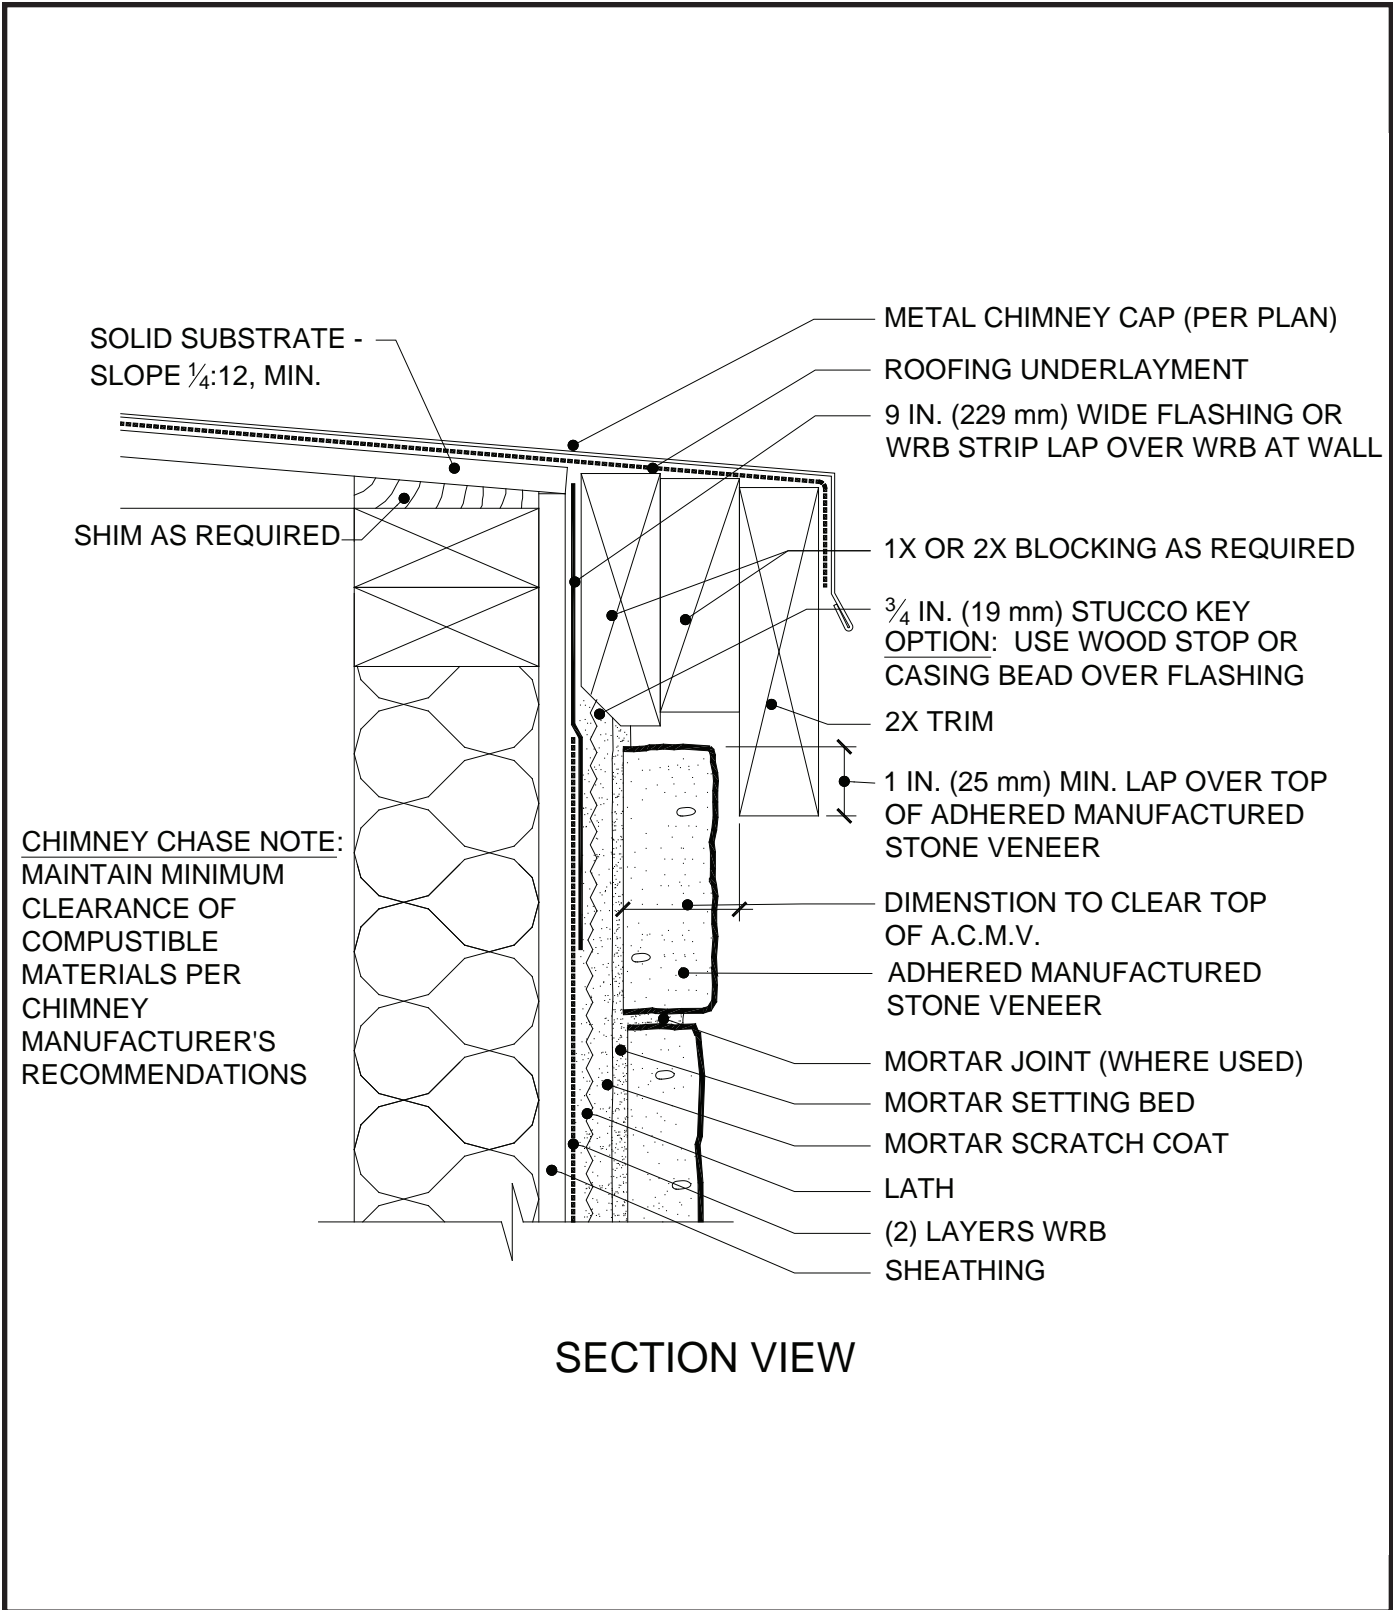 SOLID SUBSTRATE -
SLOPE ¼:12, MIN.
SHIM AS REQUIRED
CHIMNEY CHASE NOTE:
MAINTAIN MINIMUM
CLEARANCE OF
COMPUSTIBLE
MATERIALS PER
CHIMNEY
MANUFACTURER'S
RECOMMENDATIONS
METAL CHIMNEY CAP (PER PLAN)
ROOFING UNDERLAYMENT
9 IN. (229 mm) WIDE FLASHING OR
WRB STRIP LAP OVER WRB AT WALL
1X OR 2X BLOCKING AS REQUIRED
¾ IN. (19 mm) STUCCO KEY
OPTION: USE WOOD STOP OR
CASING BEAD OVER FLASHING
2X TRIM
1 IN. (25 mm) MIN. LAP OVER TOP
OF ADHERED MANUFACTURED
STONE VENEER
DIMENSTION TO CLEAR TOP
OF A.C.M.V.
ADHERED MANUFACTURED
STONE VENEER
MORTAR JOINT (WHERE USED)
MORTAR SETTING BED
MORTAR SCRATCH COAT
LATH
(2) LAYERS WRB
SHEATHING
SECTION VIEW